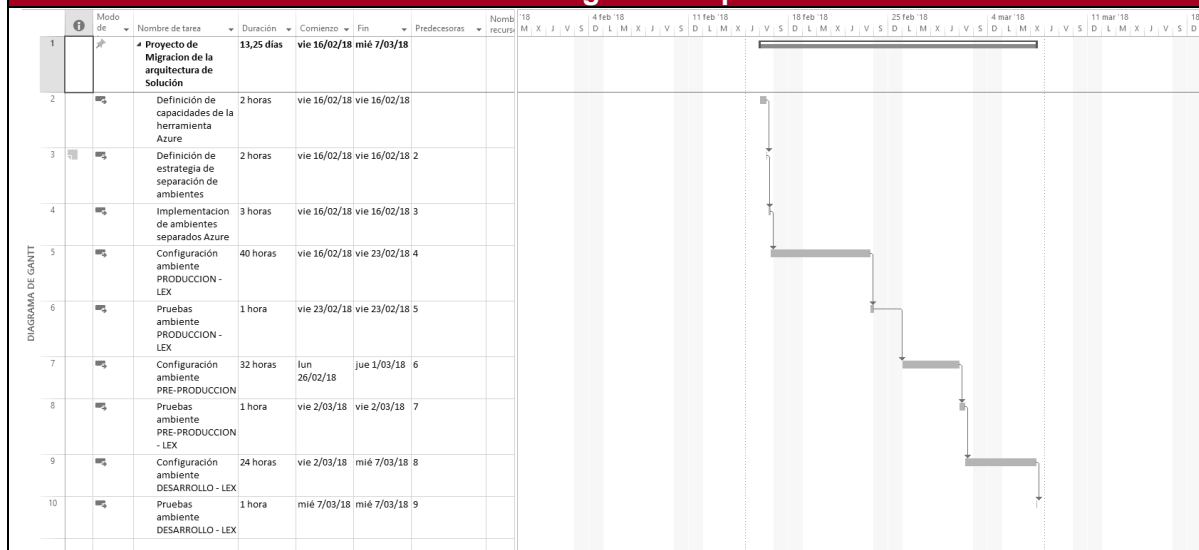 Modo de
Nombre de tarea
Duración
Comienzo
Fin
Predecesoras
Nomb
recurs
'18
4 feb '18
11 feb '18
18 feb '18
25 feb '18
4 mar '18
11 mar '18
18
M X J V S D L M X J V S D L M X J V S D L M X J V S D L M X J V S D L M X J V S D L M X J V S D
1
Proyecto de
Migracion de la
arquitectura de
Solución
13,25 días
vie 16/02/18
mié 7/03/18
2
Definición de
capacidades de la
herramienta
Azure
2 horas
vie 16/02/18
vie 16/02/18
3
Definición de
estrategia de
separación de
ambientes
2 horas
vie 16/02/18
vie 16/02/18
2
4
Implementacion
de ambientes
separados Azure
3 horas
vie 16/02/18
vie 16/02/18
3
5
Configuración
ambiente
PRODUCCION -
LEX
40 horas
vie 16/02/18
vie 23/02/18
4
6
Pruebas
ambiente
PRODUCCION -
LEX
1 hora
vie 23/02/18
vie 23/02/18
5
7
Configuración
ambiente
PRE-PRODUCCION
32 horas
lun
26/02/18
jue 1/03/18
6
8
Pruebas
ambiente
PRE-PRODUCCION
- LEX
1 hora
vie 2/03/18
vie 2/03/18
7
9
Configuración
ambiente
DESARROLLO - LEX
24 horas
vie 2/03/18
mié 7/03/18
8
10
Pruebas
ambiente
DESARROLLO - LEX
1 hora
mié 7/03/18
mié 7/03/18
9
DIAGRAMA DE GANTT